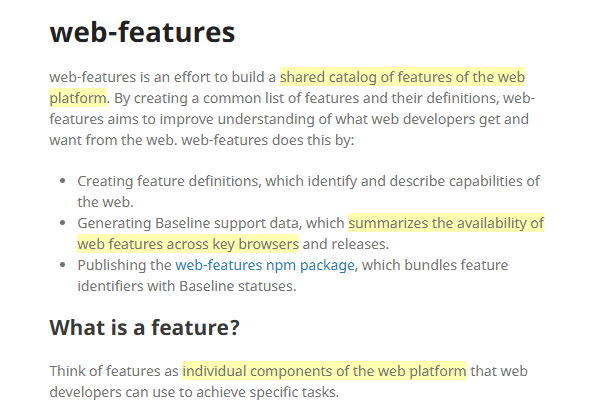 web-features
web-features is an effort to build a shared catalog of features of the web
platform. By creating a common list of features and their definitions, web-
features aims to improve understanding of what web developers get and
want from the web. web-features does this by:
• Creating feature definitions, which identify and describe capabilities of
the web.
• Generating Baseline support data, which summarizes the availability of
web features across key browsers and releases.
• Publishing the web-features npm package, which bundles feature
identifiers with Baseline statuses.
What is a feature?
Think of features as individual components of the web platform that web
developers can use to achieve specific tasks.